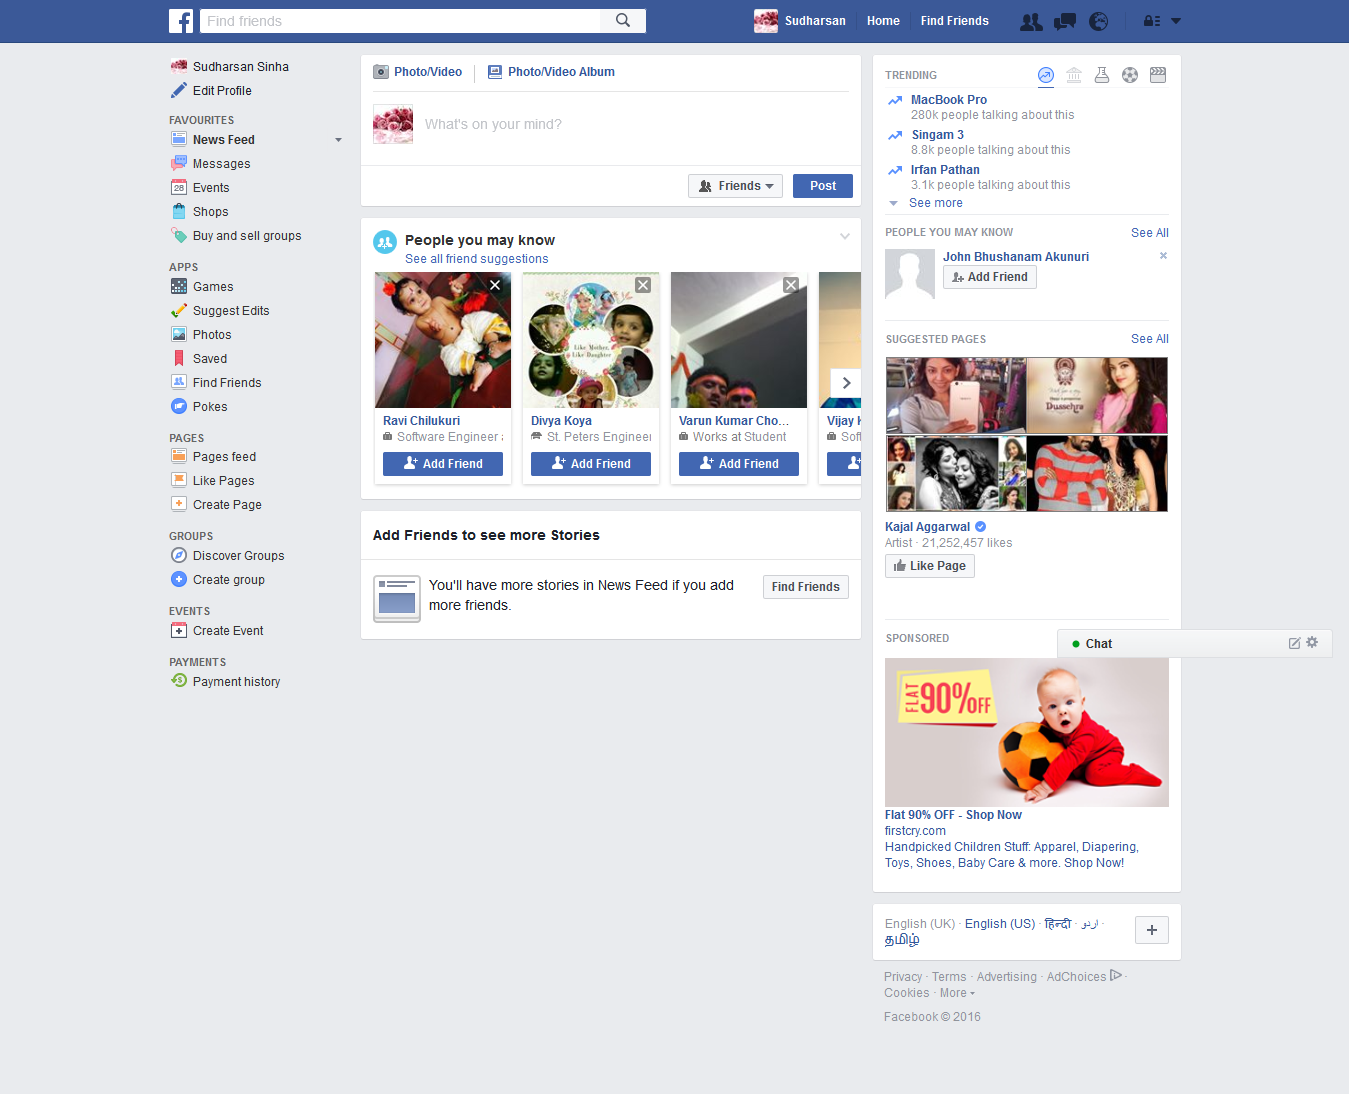 Find friends
Sudharsan
Home
Find Friends
Sudharsan Sinha
Edit Profile
FAVOURITES
News Feed
Messages
28
Events
Shops
Buy and sell groups
APPS
Games
Suggest Edits
Photos
Saved
Find Friends
Pokes
PAGES
Pages feed
Like Pages
Create Page
GROUPS
Discover Groups
Create group
EVENTS
Create Event
PAYMENTS
Payment history
Photo/Video
Photo/Video Album
What's on your mind?
Friends
Post
People you may know
See all friend suggestions
Like Mother,
Like Daughter
Ravi Chilukuri
Software Engineer
Add Friend
Divya Koya
St. Peters Engineer
Add Friend
Varun Kumar Cho...
Works at Student
Add Friend
Vijay
Add Friends to see more Stories
You'll have more stories in News Feed if you add
more friends.
Find Friends
TRENDING
MacBook Pro
280k people talking about this
Singam 3
8.8k people talking about this
Irfan Pathan
3.1k people talking about this
See more
PEOPLE YOU MAY KNOW
See All
John Bhushanam Akunuri
Add Friend
SUGGESTED PAGES
See All
Dussehra
Kajal Aggarwal
Artist · 21,252,457 likes
Like Page
SPONSORED
Chat
FLAT 90% OFF
Flat 90% OFF - Shop Now
firstcry.com
Handpicked Children Stuff: Apparel, Diapering,
Toys, Shoes, Baby Care & more. Shop Now!
English (UK) · English (US) · हिन्दी · اردو ·
தமிழ்
Privacy · Terms · Advertising · AdChoices ·
Cookies · More
Facebook © 2016